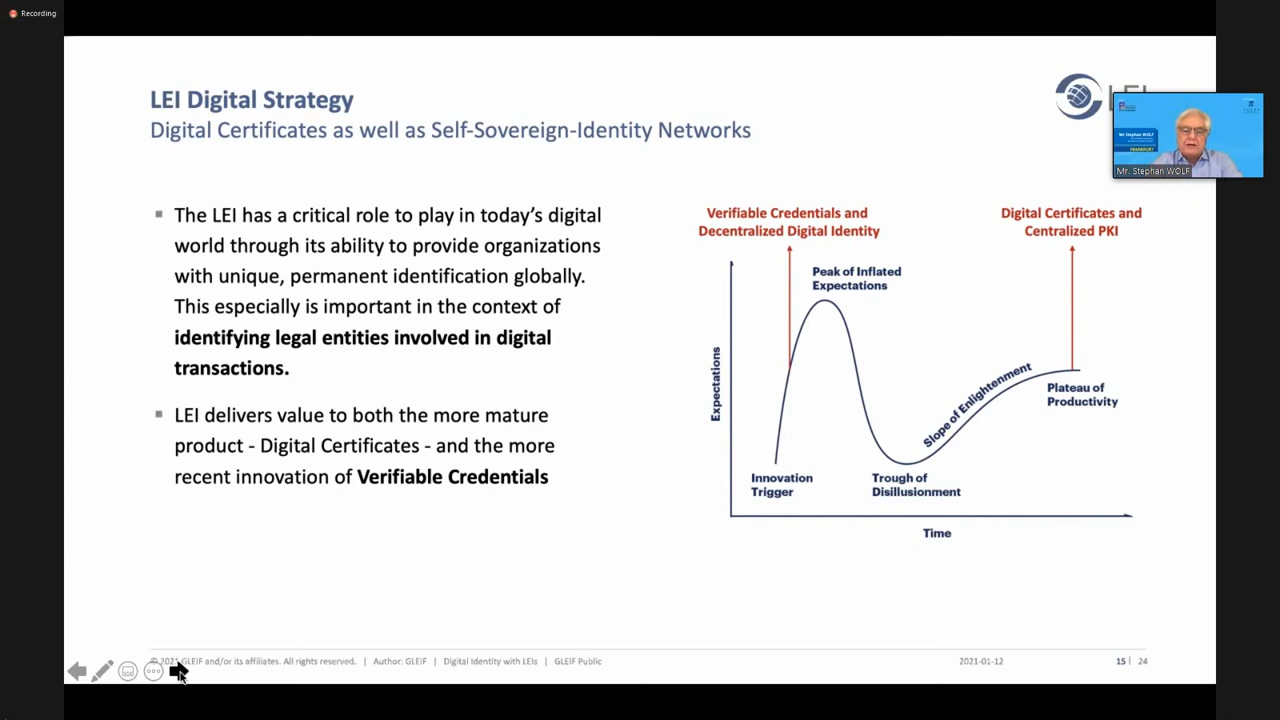 Recording
LEI Digital Strategy
Digital Certificates as well as Self-Sovereign-Identity Networks
LEI
Mr Stephan WOLF
FRANKFURT
Mr. Stephan WOLF
The LEI has a critical role to play in today’s digital
world through its ability to provide organizations
with unique, permanent identification globally.
This especially is important in the context of
identifying legal entities involved in digital
transactions.
LEI delivers value to both the more mature
product - Digital Certificates - and the more
recent innovation of Verifiable Credentials
Verifiable Credentials and
Decentralized Digital Identity
Digital Certificates and
Centralized PKI
Peak of Inflated
Expectations
Expectations
Slope of Enlightenment
Plateau of
Productivity
Innovation
Trigger
Trough of
Disillusionment
Time
© 2021 GLEIF and/or its affiliates. All rights reserved. | Author: GLEIF | Digital Identity with LEIs | GLEIF Public
2021-01-12
15 | 24